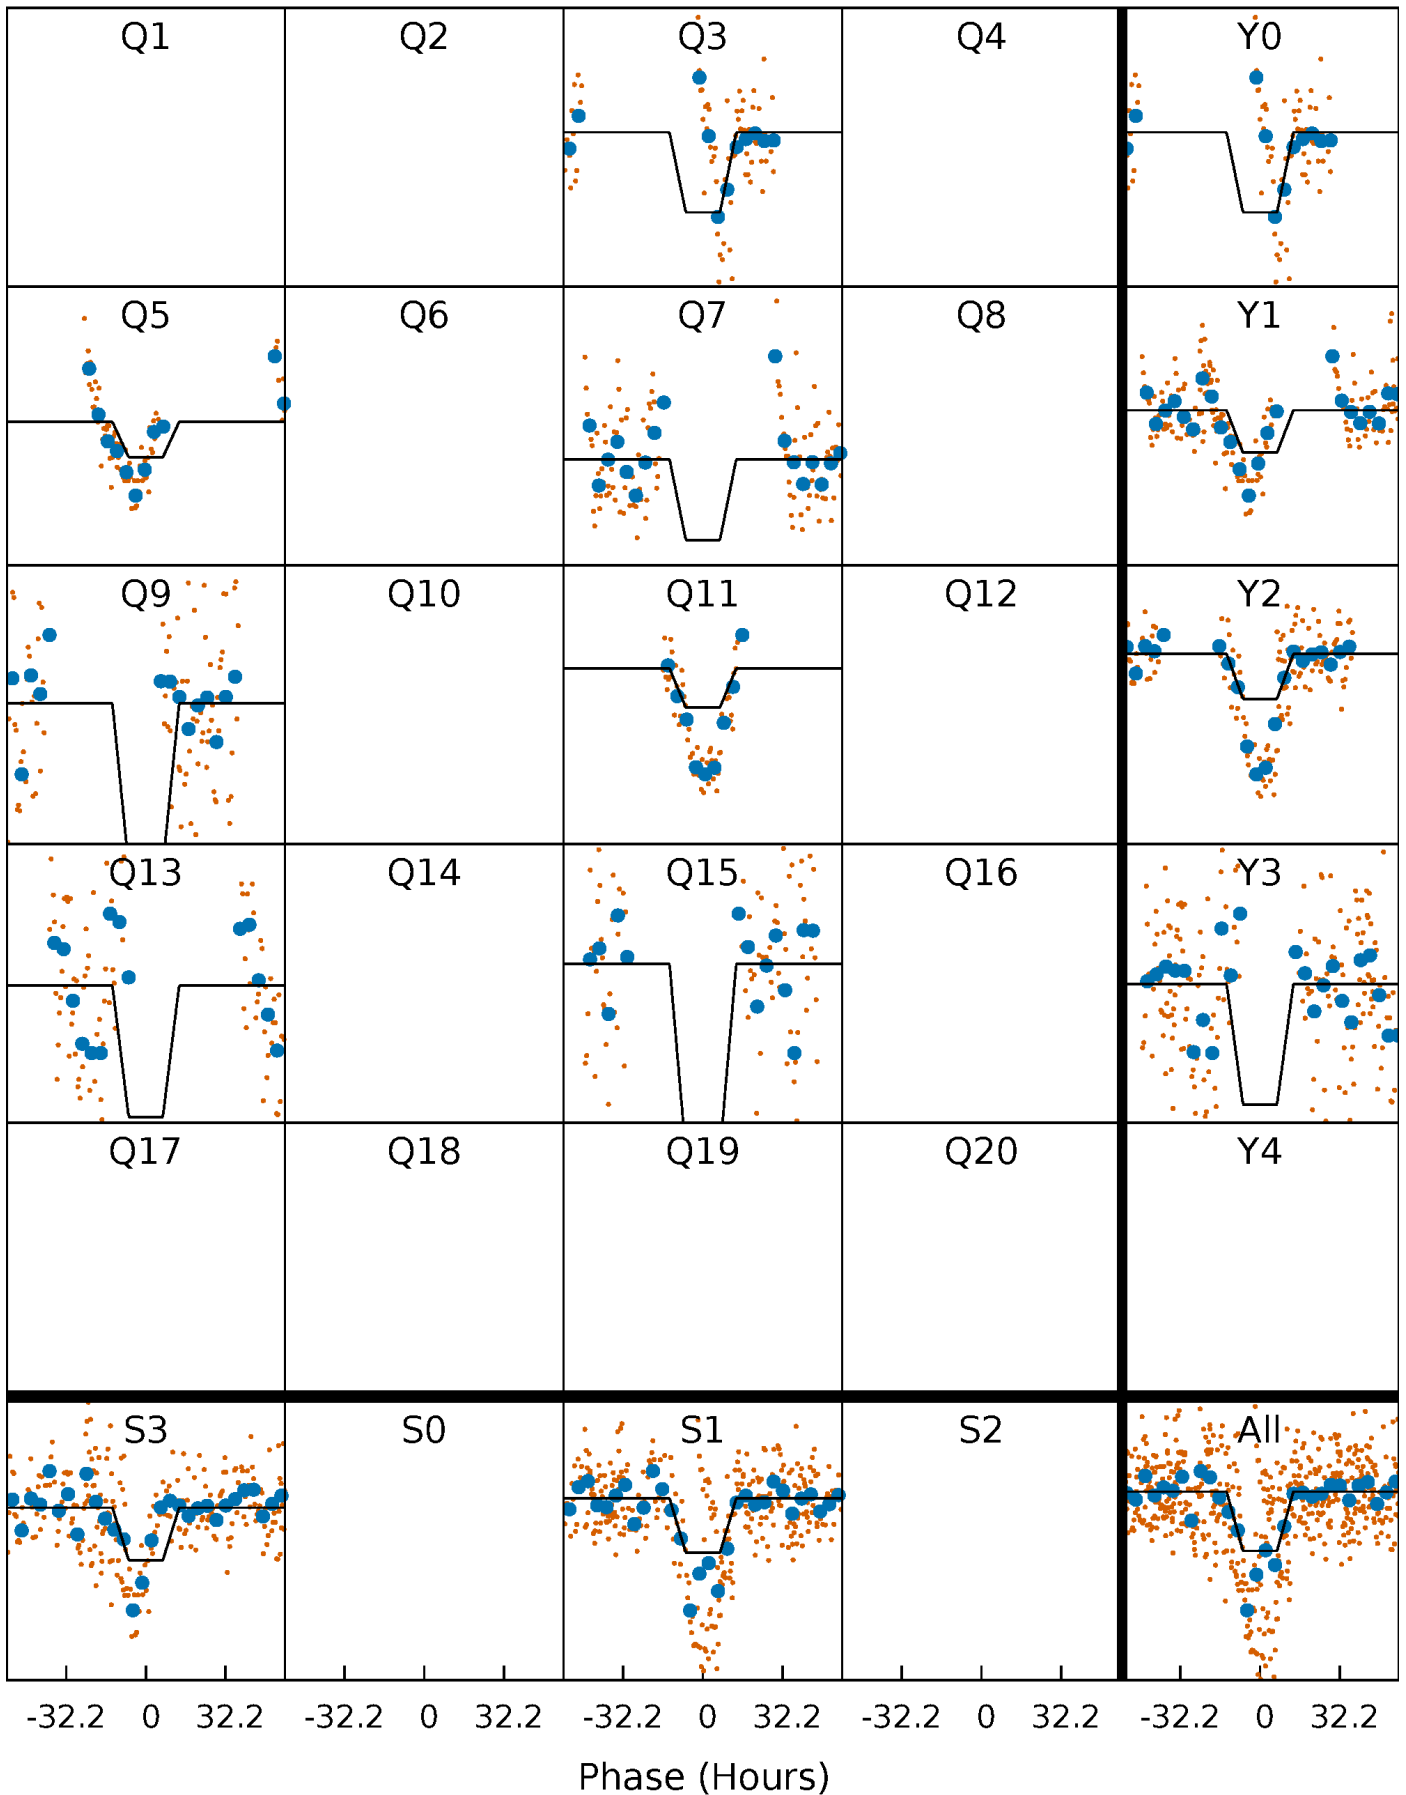 Q1 Q2 Q3 Q4 Y0
Q5 Q6 Q7 Q8 Y1
Q9 Q10 Q11 Q12 Y2
Q13 Q14 Q15 Q16 Y3
Q17 Q18 Q19 Q20 Y4
S3 S0 S1 S2 All
-32.2 0 32.2 -32.2 0 32.2 -32.2 0 32.2 -32.2 0 32.2 -32.2 0 32.2
Phase (Hours)